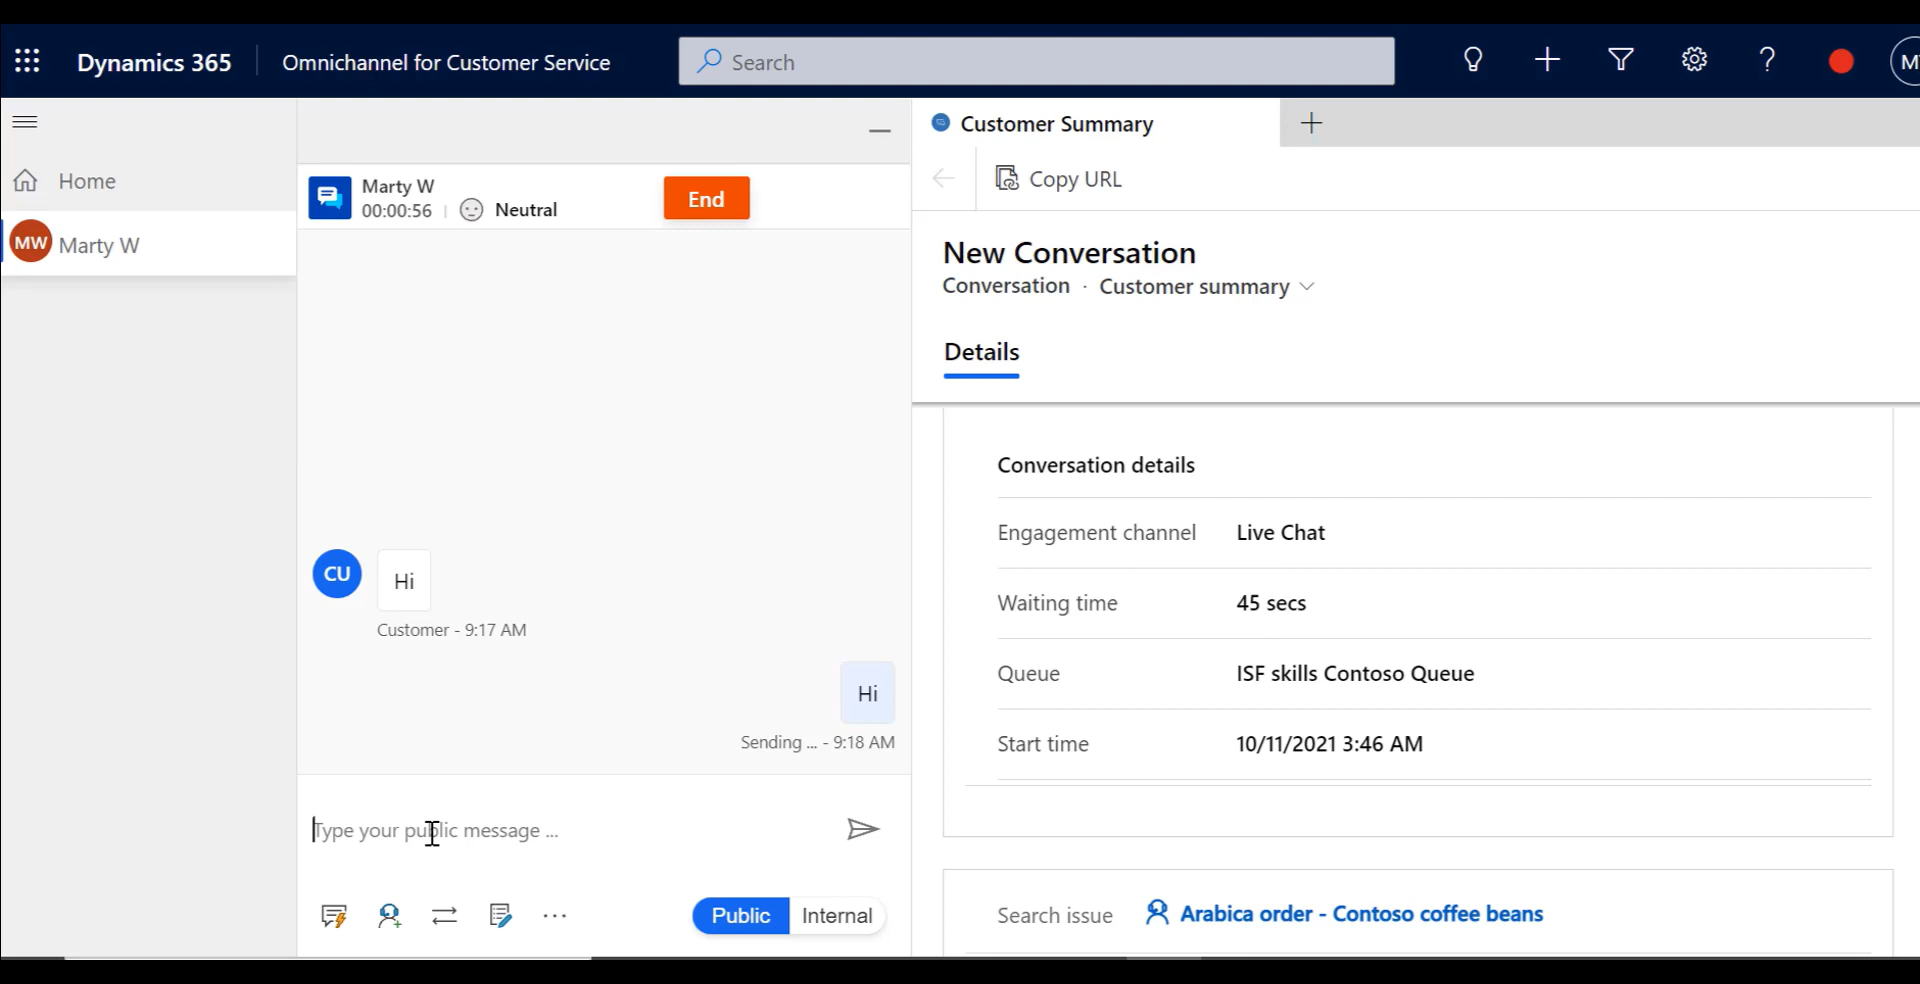 Dynamics 365
Omnichannel for Customer Service
Search
Home
MW Marty W
Marty W
00:00:56
Neutral
End
CU
Hi
Customer - 9:17 AM
Hi
Sending ... - 9:18 AM
Type your public message ...
Public
Internal
Customer Summary
Copy URL
New Conversation
Conversation · Customer summary
Details
Conversation details
Engagement channel Live Chat
Waiting time 45 secs
Queue ISF skills Contoso Queue
Start time 10/11/2021 3:46 AM
Search issue Arabica order - Contoso coffee beans